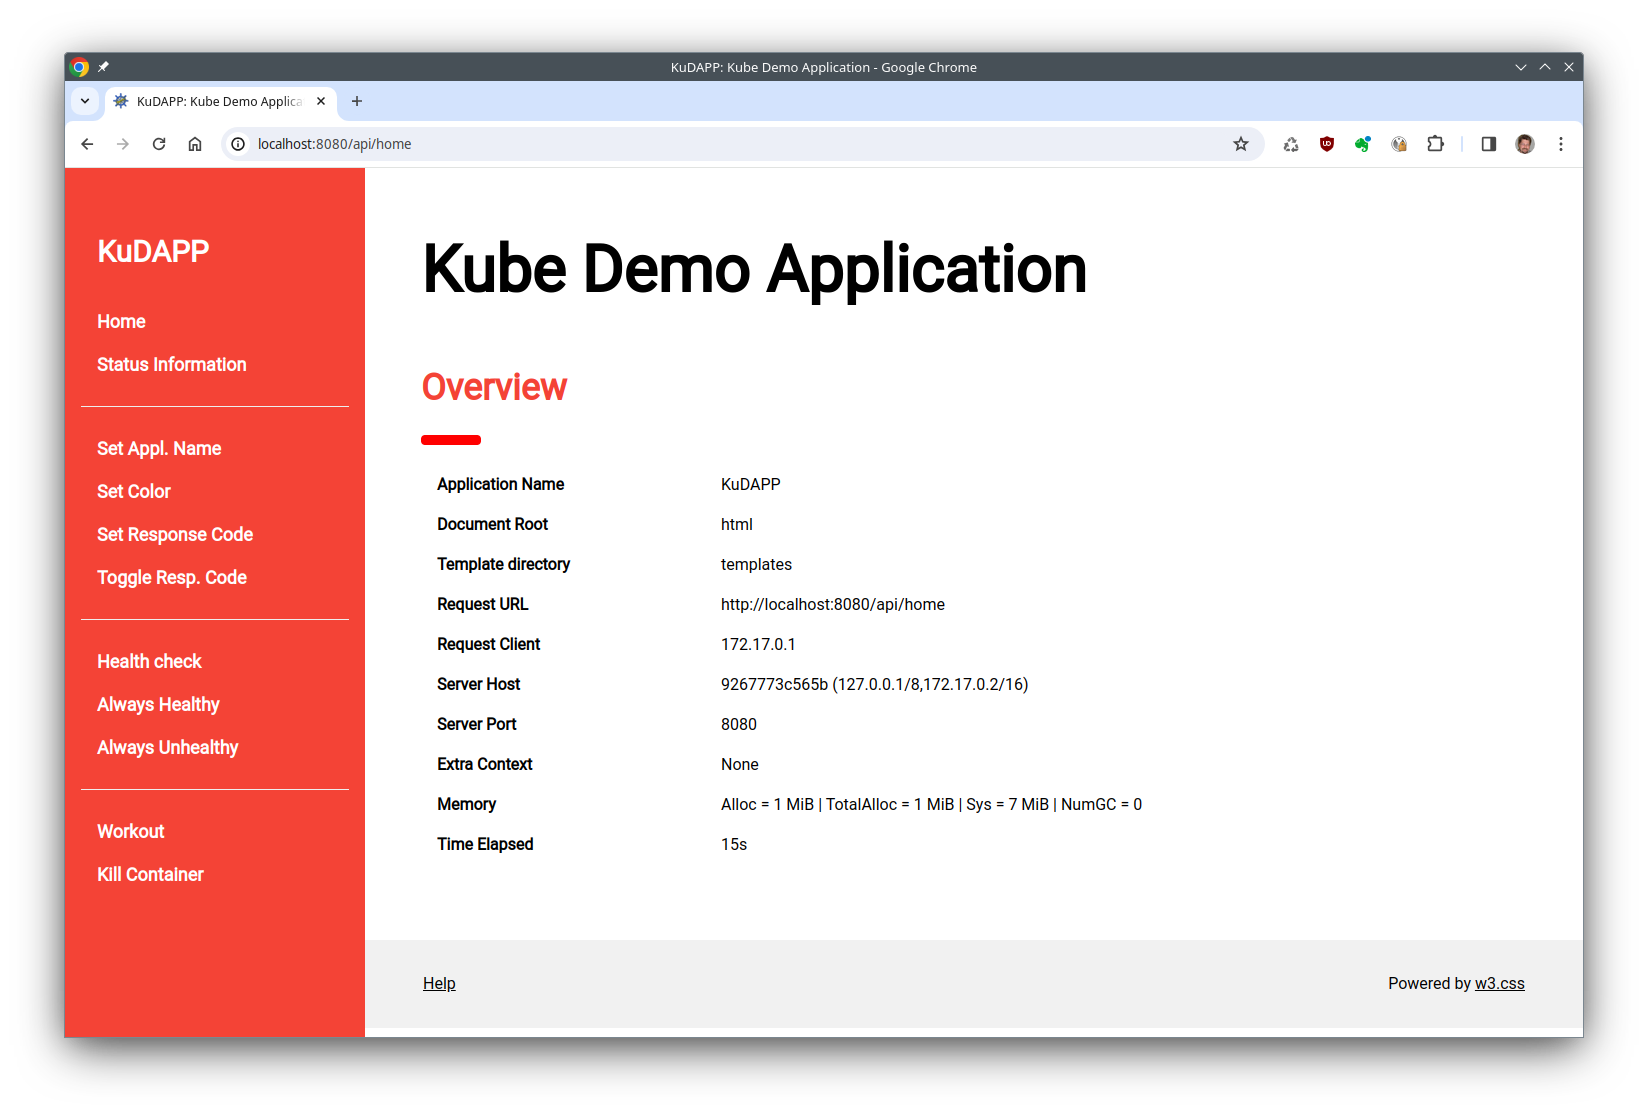 KuDAPP: Kube Demo Application - Google Chrome
KuDAPP: Kube Demo Applica
localhost:8080/api/home
KuDAPP
Home
Status Information
Set Appl. Name
Set Color
Set Response Code
Toggle Resp. Code
Health check
Always Healthy
Always Unhealthy
Workout
Kill Container
Kube Demo Application
Overview
Application Name KuDAPP
Document Root html
Template directory templates
Request URL http://localhost:8080/api/home
Request Client 172.17.0.1
Server Host 9267773c565b (127.0.0.1/8,172.17.0.2/16)
Server Port 8080
Extra Context None
Memory Alloc = 1 MiB | TotalAlloc = 1 MiB | Sys = 7 MiB | NumGC = 0
Time Elapsed 15s
Help Powered by w3.css